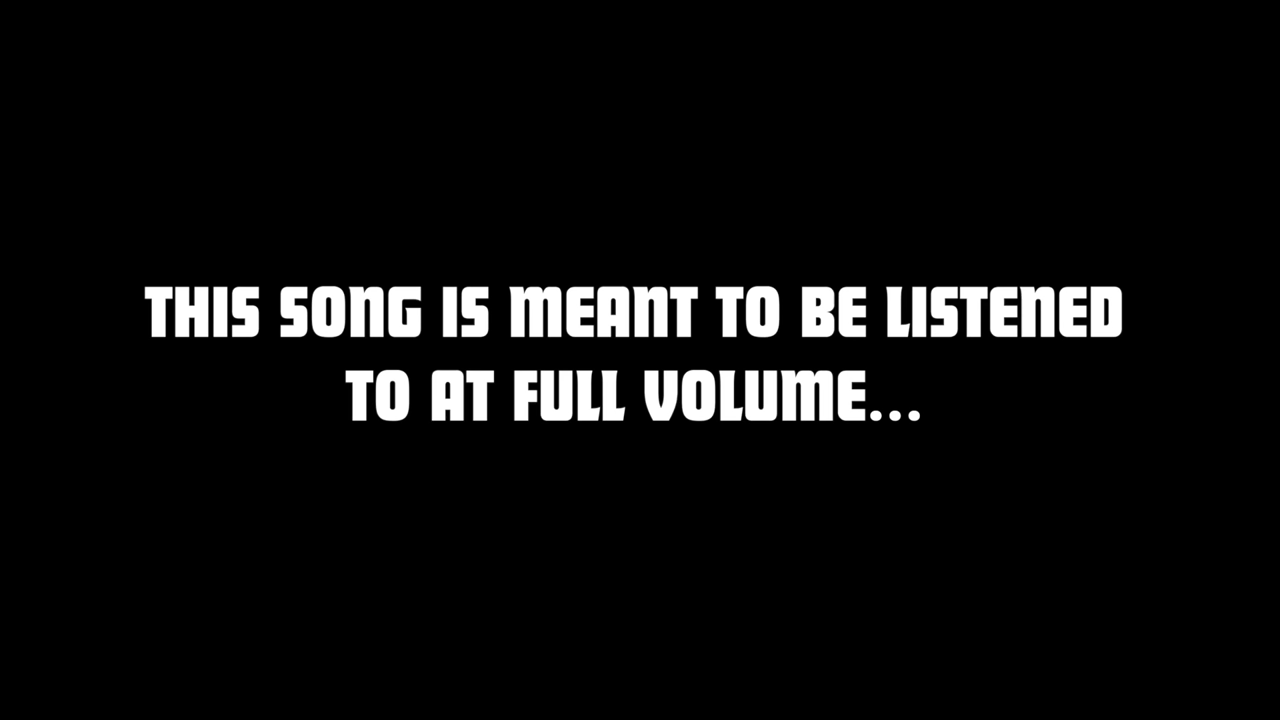 THIS SONG IS MEANT TO BE LISTENED
TO AT FULL VOLUME...